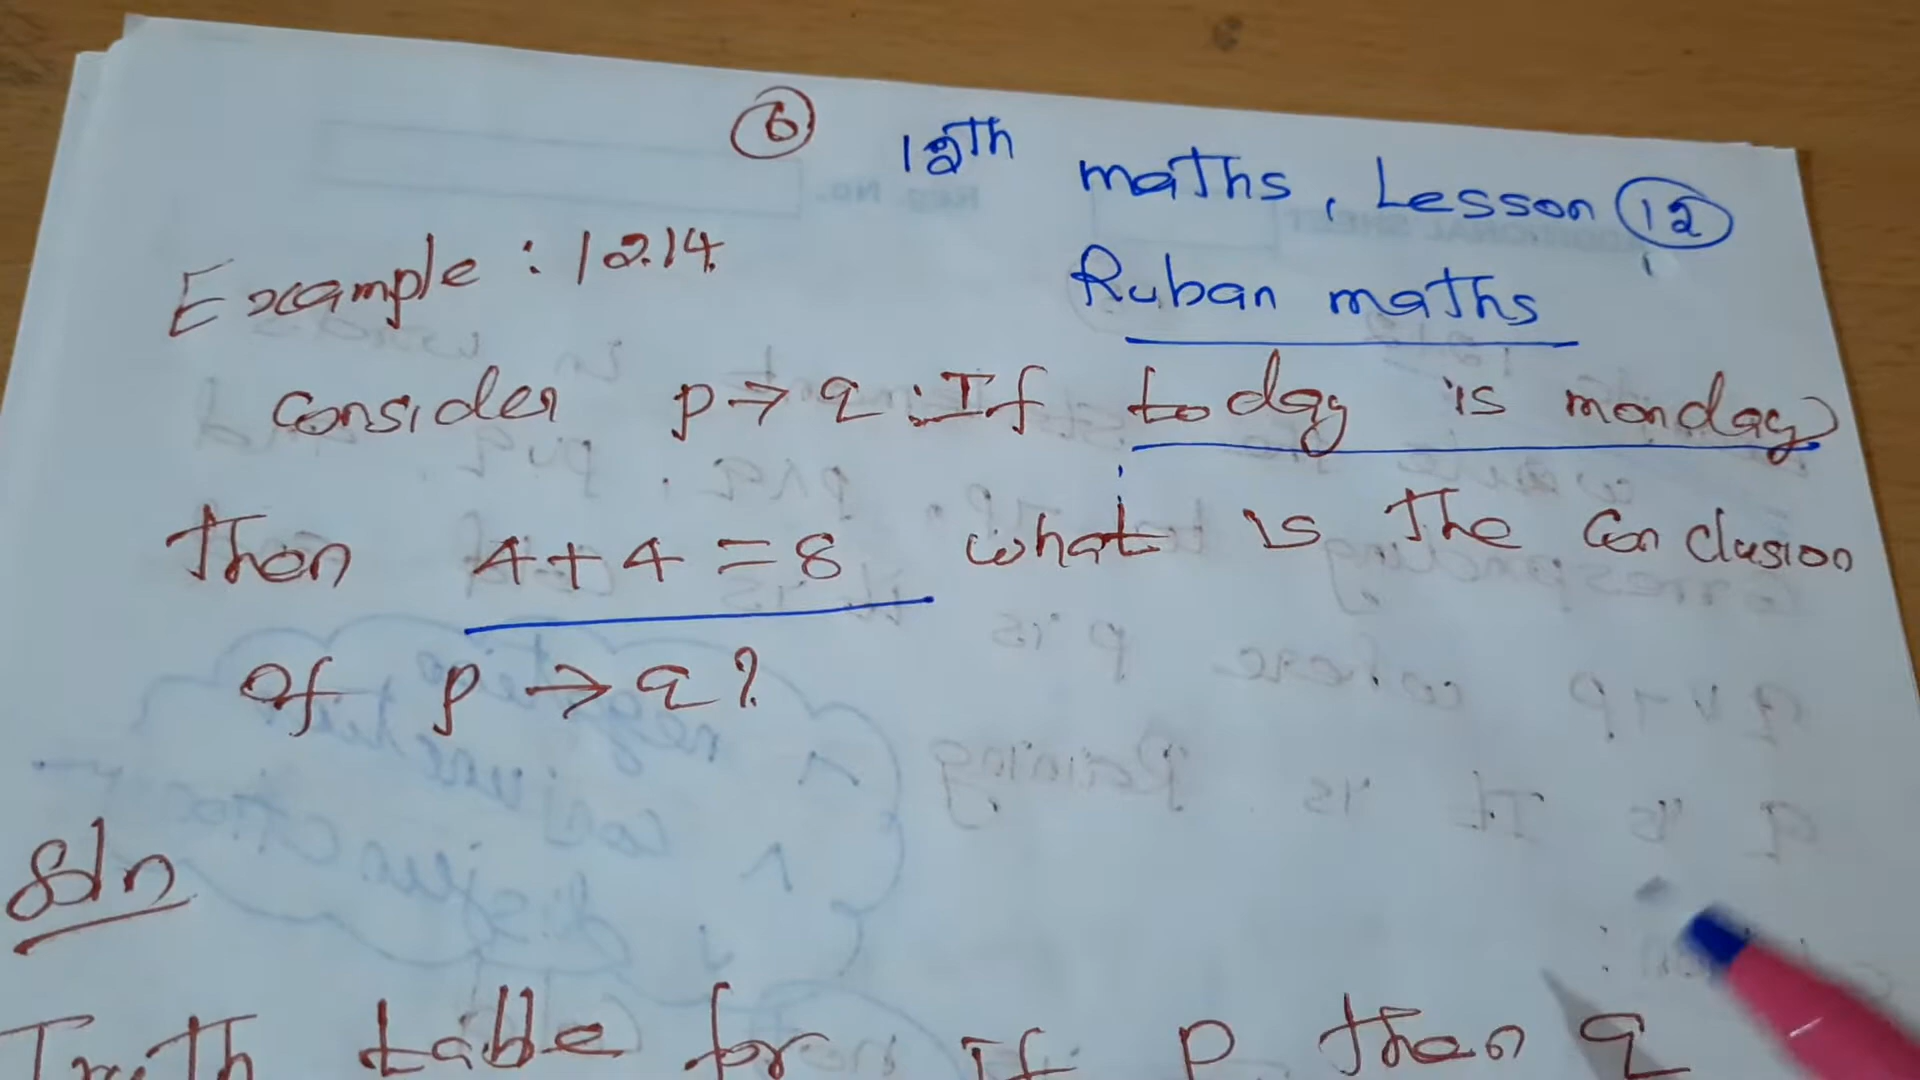 6
12th maths, Lesson 12
Ruban maths
Example : 12.14.
Consider p → q : If today is monday
Then 4+4=8 what is The Conclusion
of p → q?
Soln
Truth table for If p then q